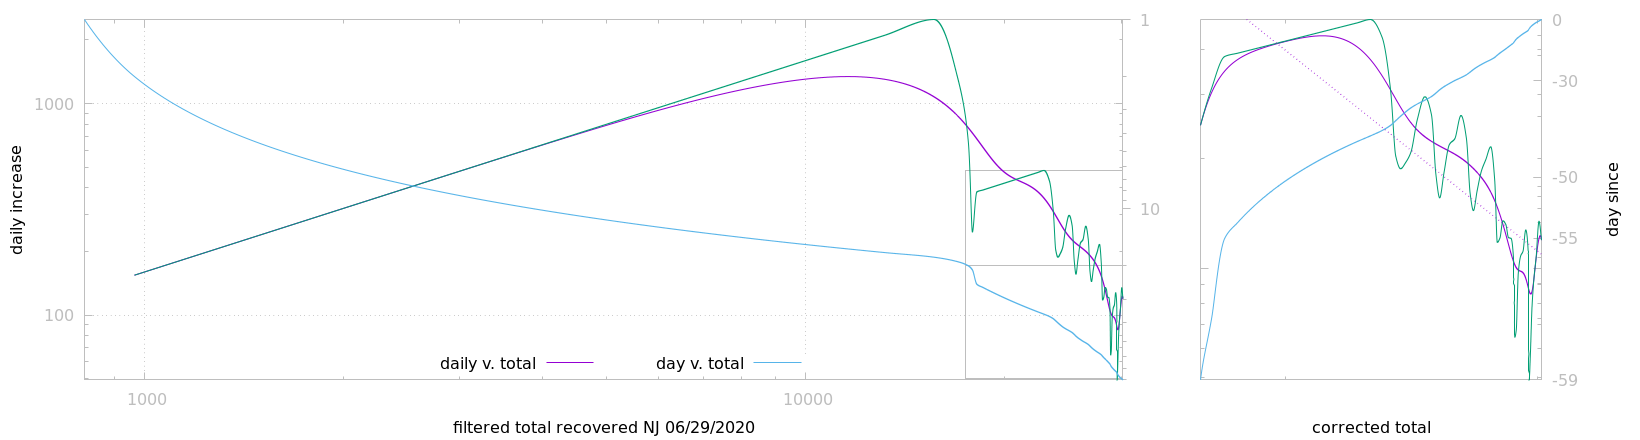 1
0
-30
1000
daily increase
day since
-50
10
-55
100
daily v. total
day v. total
-59
1000
10000
filtered total recovered NJ 06/29/2020
corrected total